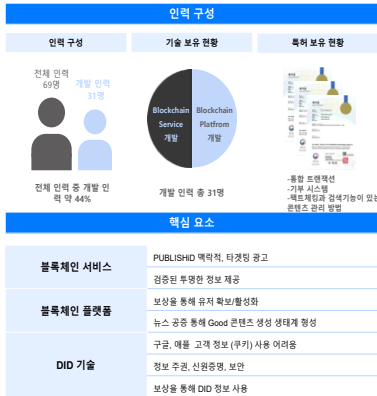 인력 구성
인력 구성
기술 보유 현황
특허 보유 현황
전체 인력
69명
개발 인력
31명
전체 인력 중 개발 인
력 약 44%
Blockchain
Service
개발
Blockchain
Platfrom
개발
개발 인력 총 31명
-통합 트랜잭션
-기부 시스템
-팩트체킹과 검색기능이 있는
콘텐츠 관리 방법
핵심 요소
블록체인 서비스
PUBLISHiD 맥락적, 타겟팅 광고
검증된 투명한 정보 제공
블록체인 플랫폼
보상을 통해 유저 확보/활성화
뉴스 공증 통해 Good 콘텐츠 생성 생태계 형성
DID 기술
구글, 애플 고객 정보 (쿠키) 사용 어려움
정보 주권, 신원증명, 보안
보상을 통해 DID 정보 사용